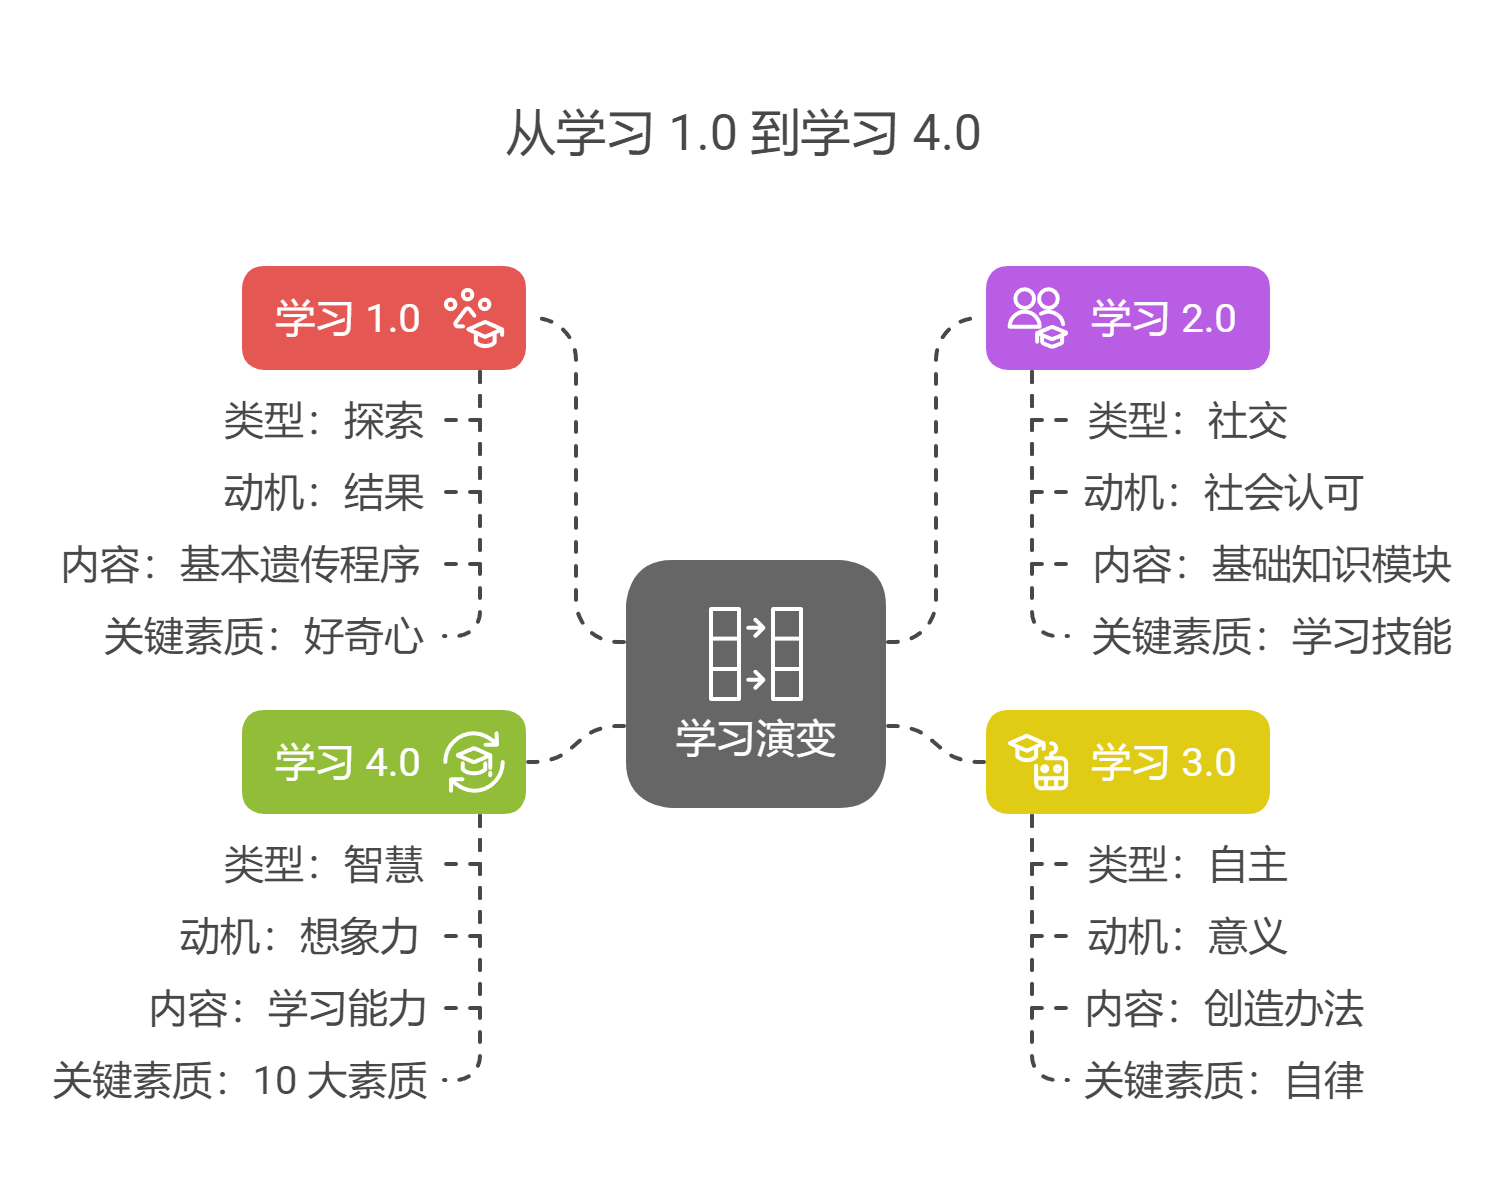 从学习 1.0 到学习 4.0
学习 1.0
类型：探索
动机：结果
内容：基本遗传程序
关键素质：好奇心
学习 2.0
类型：社交
动机：社会认可
内容：基础知识模块
关键素质：学习技能
学习演变
学习 4.0
类型：智慧
动机：想象力
内容：学习能力
关键素质：10 大素质
学习 3.0
类型：自主
动机：意义
内容：创造办法
关键素质：自律